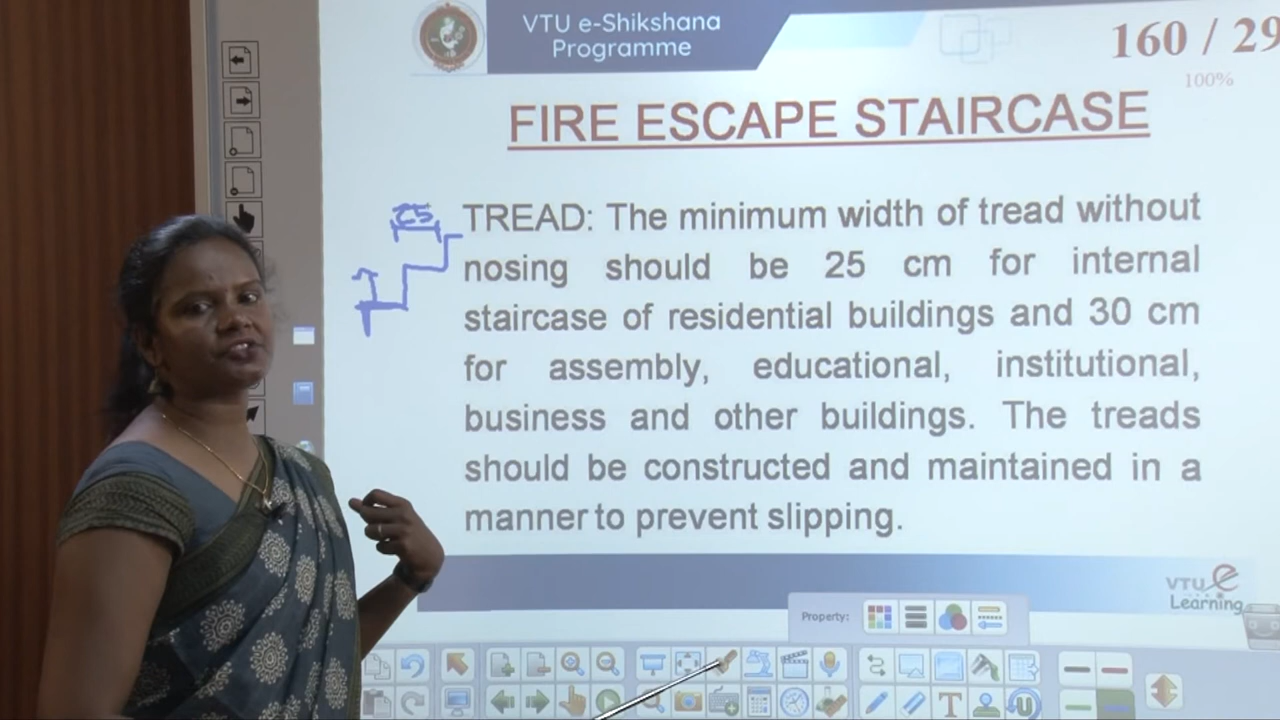 VTU e-Shikshana
Programme
160 / 29
100%
FIRE ESCAPE STAIRCASE
25
TREAD: The minimum width of tread without
nosing should be 25 cm for internal
staircase of residential buildings and 30 cm
for assembly, educational, institutional,
business and other buildings. The treads
should be constructed and maintained in a
manner to prevent slipping.
VTU e
Learning
Property: